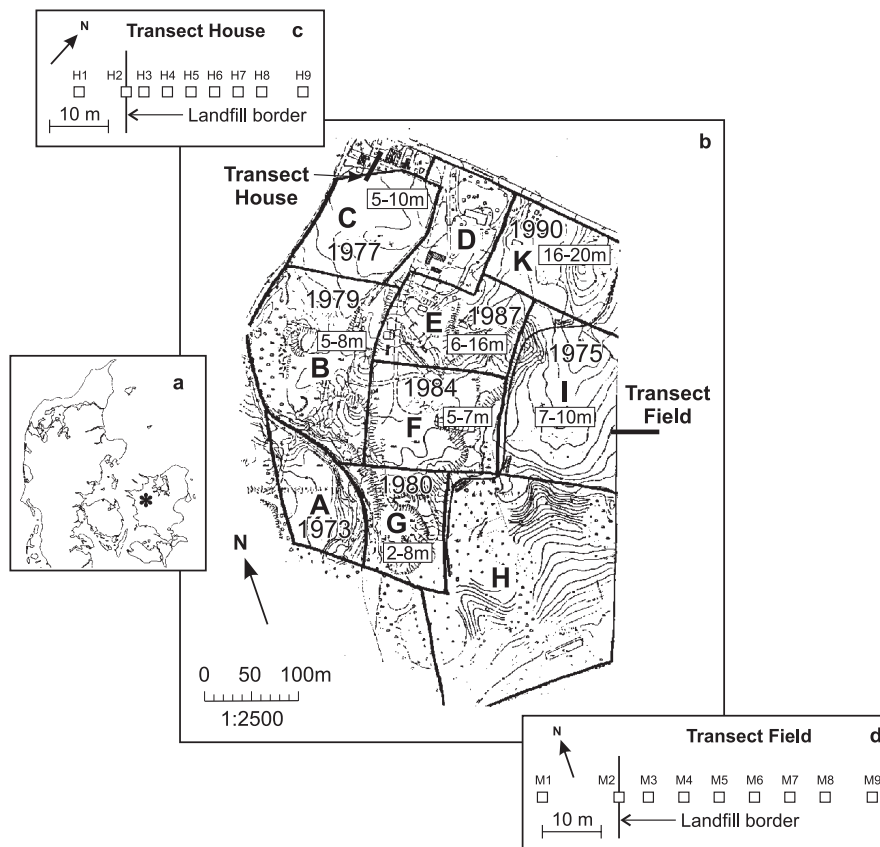 N
Transect House c
H1 H2 H3 H4 H5 H6 H7 H8 H9
10 m
Landfill border
b
Transect
House
5-10m
C
1977
D
1990
K
16-20m
1979
5-8m
B
E
1987
6-16m
1975
I
7-10m
1984
5-7m
F
Transect
Field
a
*
A
1973
1980
G
2-8m
H
N
0 50 100m
1:2500
N
Transect Field d
M1 M2 M3 M4 M5 M6 M7 M8 M9
10 m
Landfill border